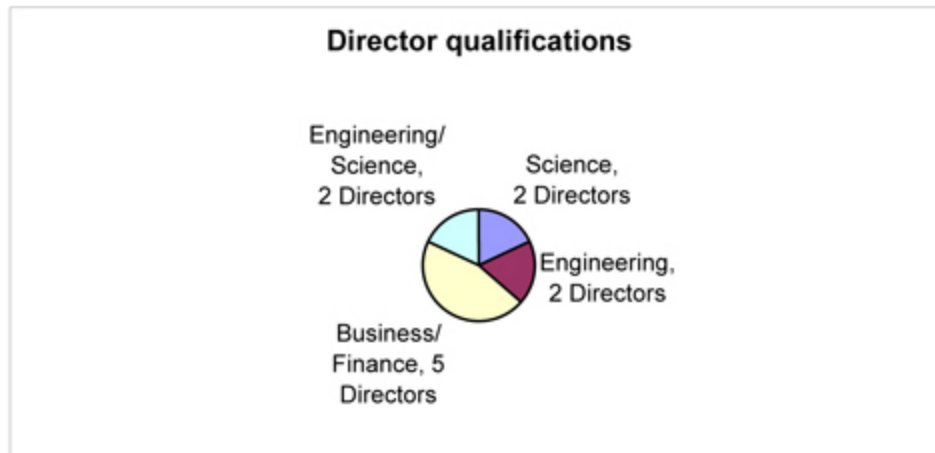 Director qualifications
Engineering/
Science,
2 Directors
Science,
2 Directors
Engineering,
2 Directors
Business/
Finance, 5
Directors